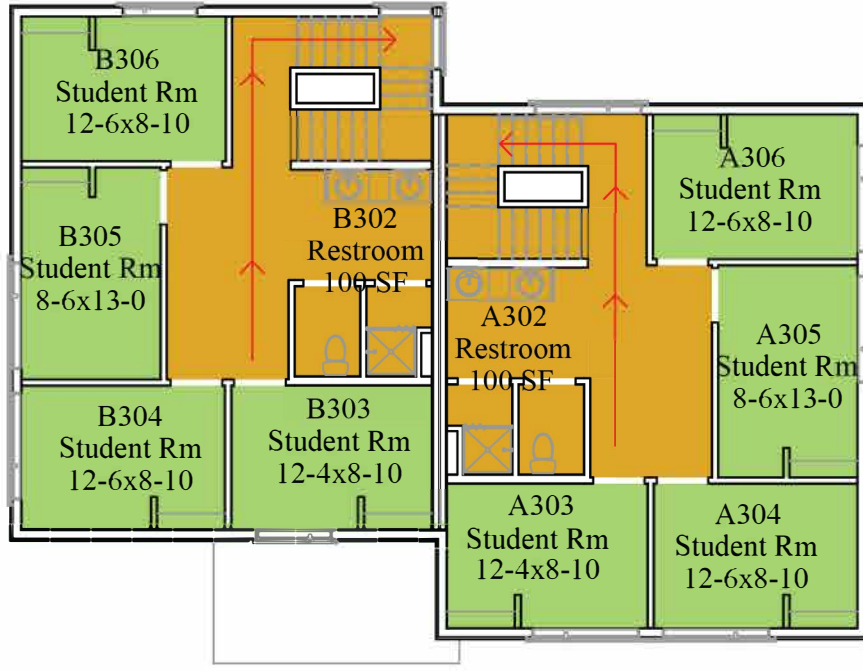 B306
Student Rm
12-6x8-10
B305
Student Rm
8-6x13-0
B302
Restroom
100 SF
B304
Student Rm
12-6x8-10
B303
Student Rm
12-4x8-10
A306
Student Rm
12-6x8-10
A302
Restroom
100 SF
A305
Student Rm
8-6x13-0
A303
Student Rm
12-4x8-10
A304
Student Rm
12-6x8-10